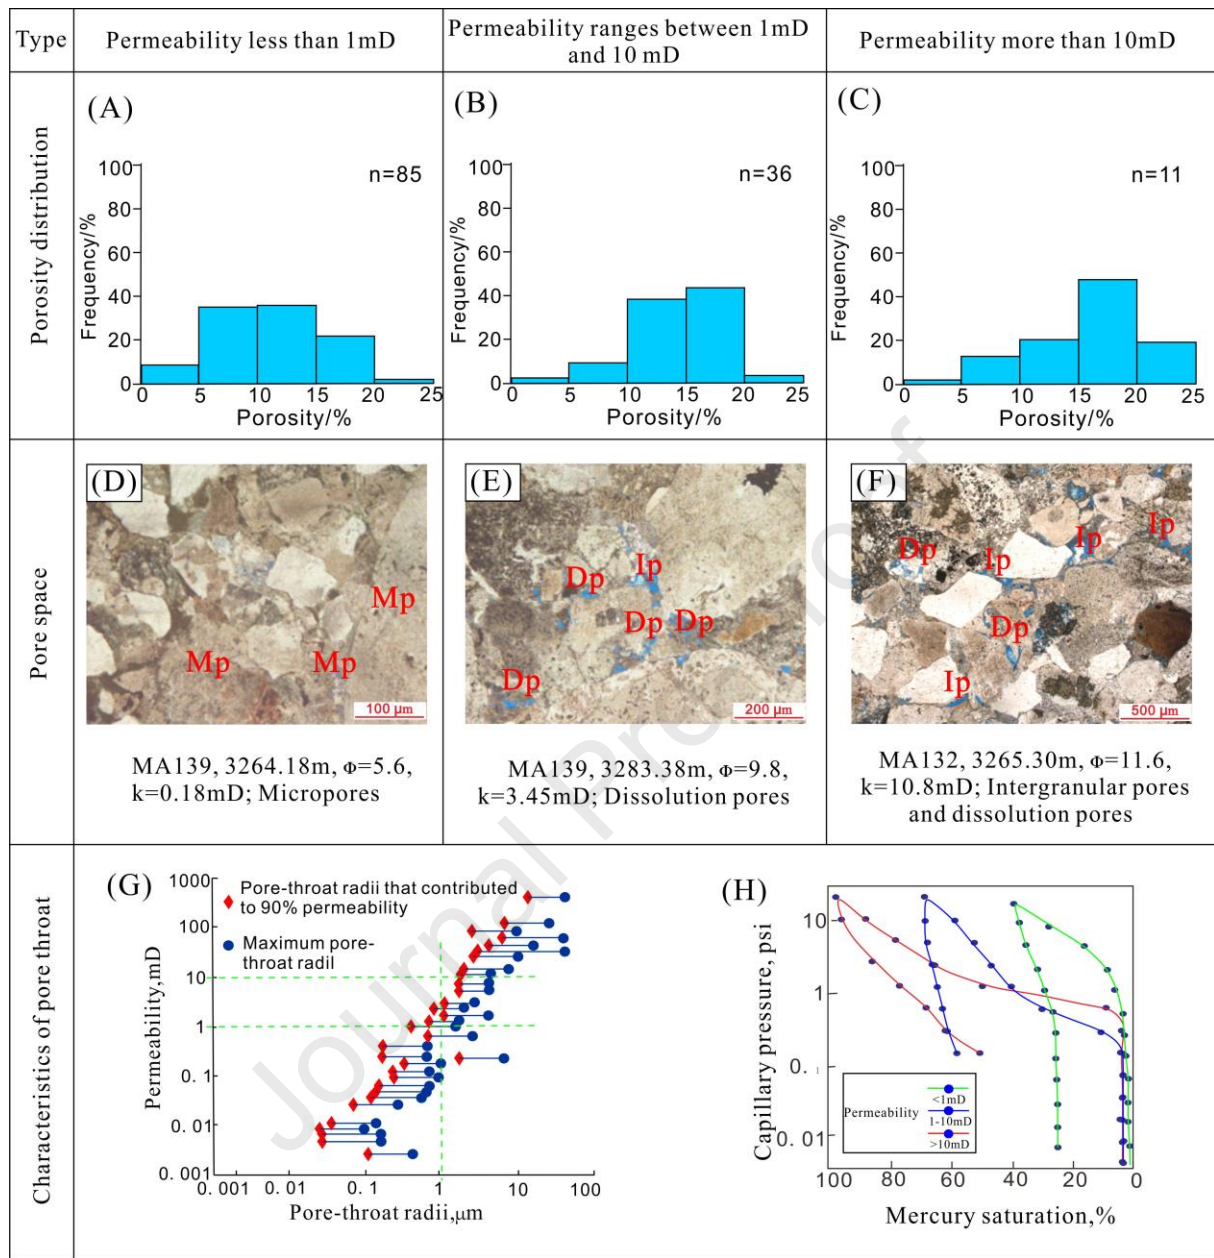 Type
Permeability less than 1mD
Permeability ranges between 1mD
and 10 mD
Permeability more than 10mD
Porosity distribution
(A)
n=85
Frequency/%
100
80
60
40
20
0
0 5 10 15 20 25
Porosity/%
(B)
n=36
Frequency/%
100
80
60
40
20
0
0 5 10 15 20 25
Porosity/%
(C)
n=11
Frequency/%
100
80
60
40
20
0
0 5 10 15 20 25
Porosity/%
Pore space
(D)
Mp
Mp
Mp
100 μm
MA139, 3264.18m, Φ=5.6,
k=0.18mD; Micropores
(E)
Dp
Ip
Dp
Dp
Dp
200 μm
MA139, 3283.38m, Φ=9.8,
k=3.45mD; Dissolution pores
(F)
Dp
Ip
Ip
Ip
Dp
Ip
500 μm
MA132, 3265.30m, Φ=11.6,
k=10.8mD; Intergranular pores
and dissolution pores
Characteristics of pore throat
(G)
Pore-throat radii that contributed
to 90% permeability
Maximum pore-
throat radil
Permeability,mD
1000
100
10
1
0.1
0.01
0.001
0.001 0.01 0.1 1 10 100
Pore-throat radii,μm
(H)
Capillary pressure, psi
10
1
0.1
0.01
Permeability
<1mD
1-10mD
>10mD
100 80 60 40 20 0
Mercury saturation,%
Journal Pre-proof